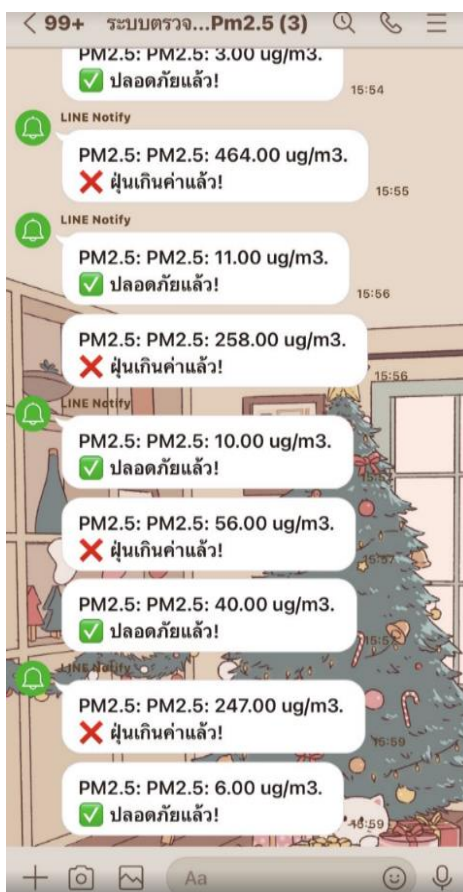 99+ ระบบตรวจ...Pm2.5 (3)
PM2.5: PM2.5: 3.00 ug/m3.
✅ ปลอดภัยแล้ว!
15:54
LINE Notify
PM2.5: PM2.5: 464.00 ug/m3.
❌ ฝุ่นเกินค่าแล้ว!
15:55
LINE Notify
PM2.5: PM2.5: 11.00 ug/m3.
✅ ปลอดภัยแล้ว!
15:56
PM2.5: PM2.5: 258.00 ug/m3.
❌ ฝุ่นเกินค่าแล้ว!
15:56
LINE Notify
PM2.5: PM2.5: 10.00 ug/m3.
✅ ปลอดภัยแล้ว!
15:57
PM2.5: PM2.5: 56.00 ug/m3.
❌ ฝุ่นเกินค่าแล้ว!
15:57
PM2.5: PM2.5: 40.00 ug/m3.
✅ ปลอดภัยแล้ว!
LINE Notify
PM2.5: PM2.5: 247.00 ug/m3.
❌ ฝุ่นเกินค่าแล้ว!
15:59
PM2.5: PM2.5: 6.00 ug/m3.
✅ ปลอดภัยแล้ว!
15:59
Aa